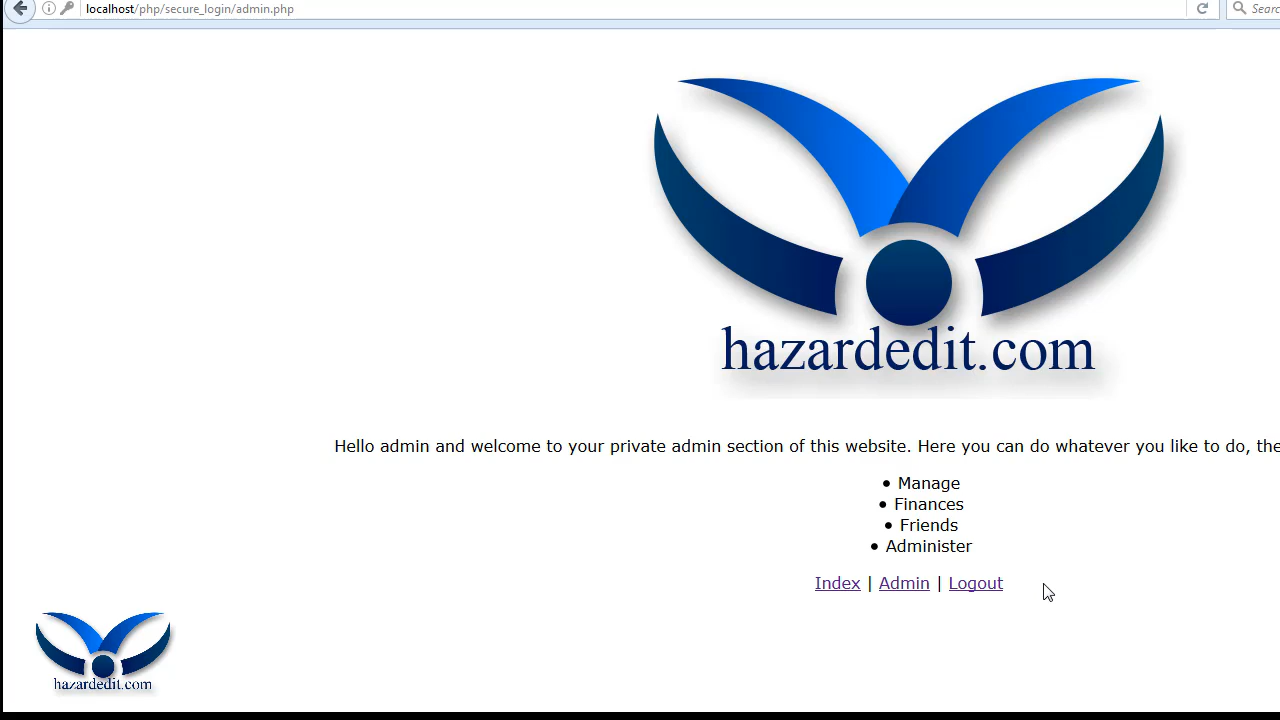 localhost/php/secure_login/admin.php
Searc
hazardedit.com
Hello admin and welcome to your private admin section of this website. Here you can do whatever you like to do, the
• Manage
• Finances
• Friends
• Administer
Index | Admin | Logout
hazardedit.com